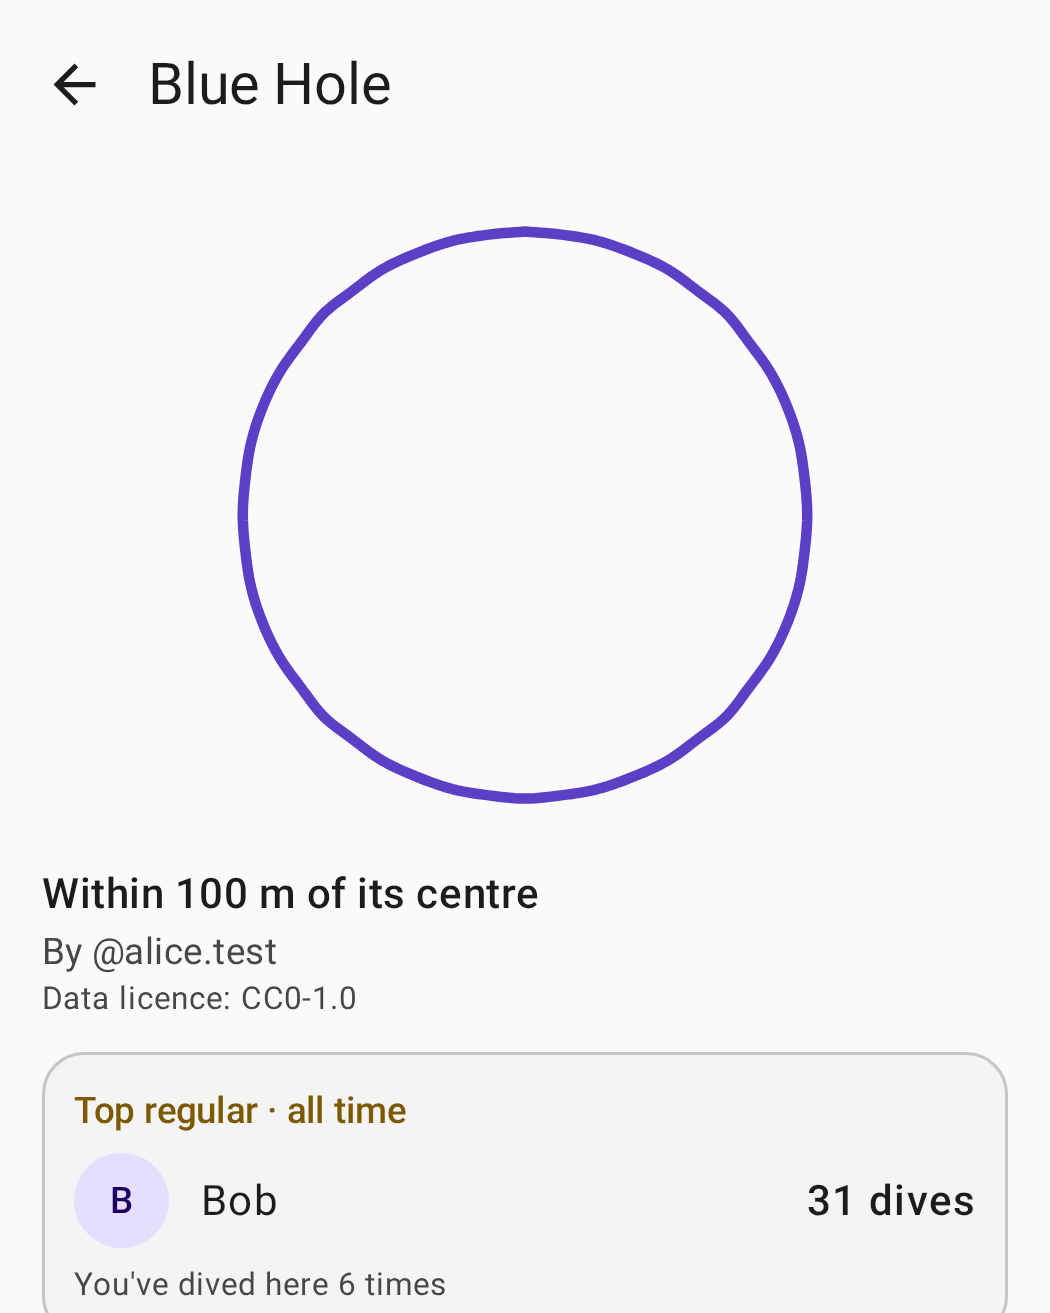 Blue Hole
Within 100 m of its centre
By @alice.test
Data licence: CC0-1.0
Top regular · all time
B
Bob
31 dives
You've dived here 6 times